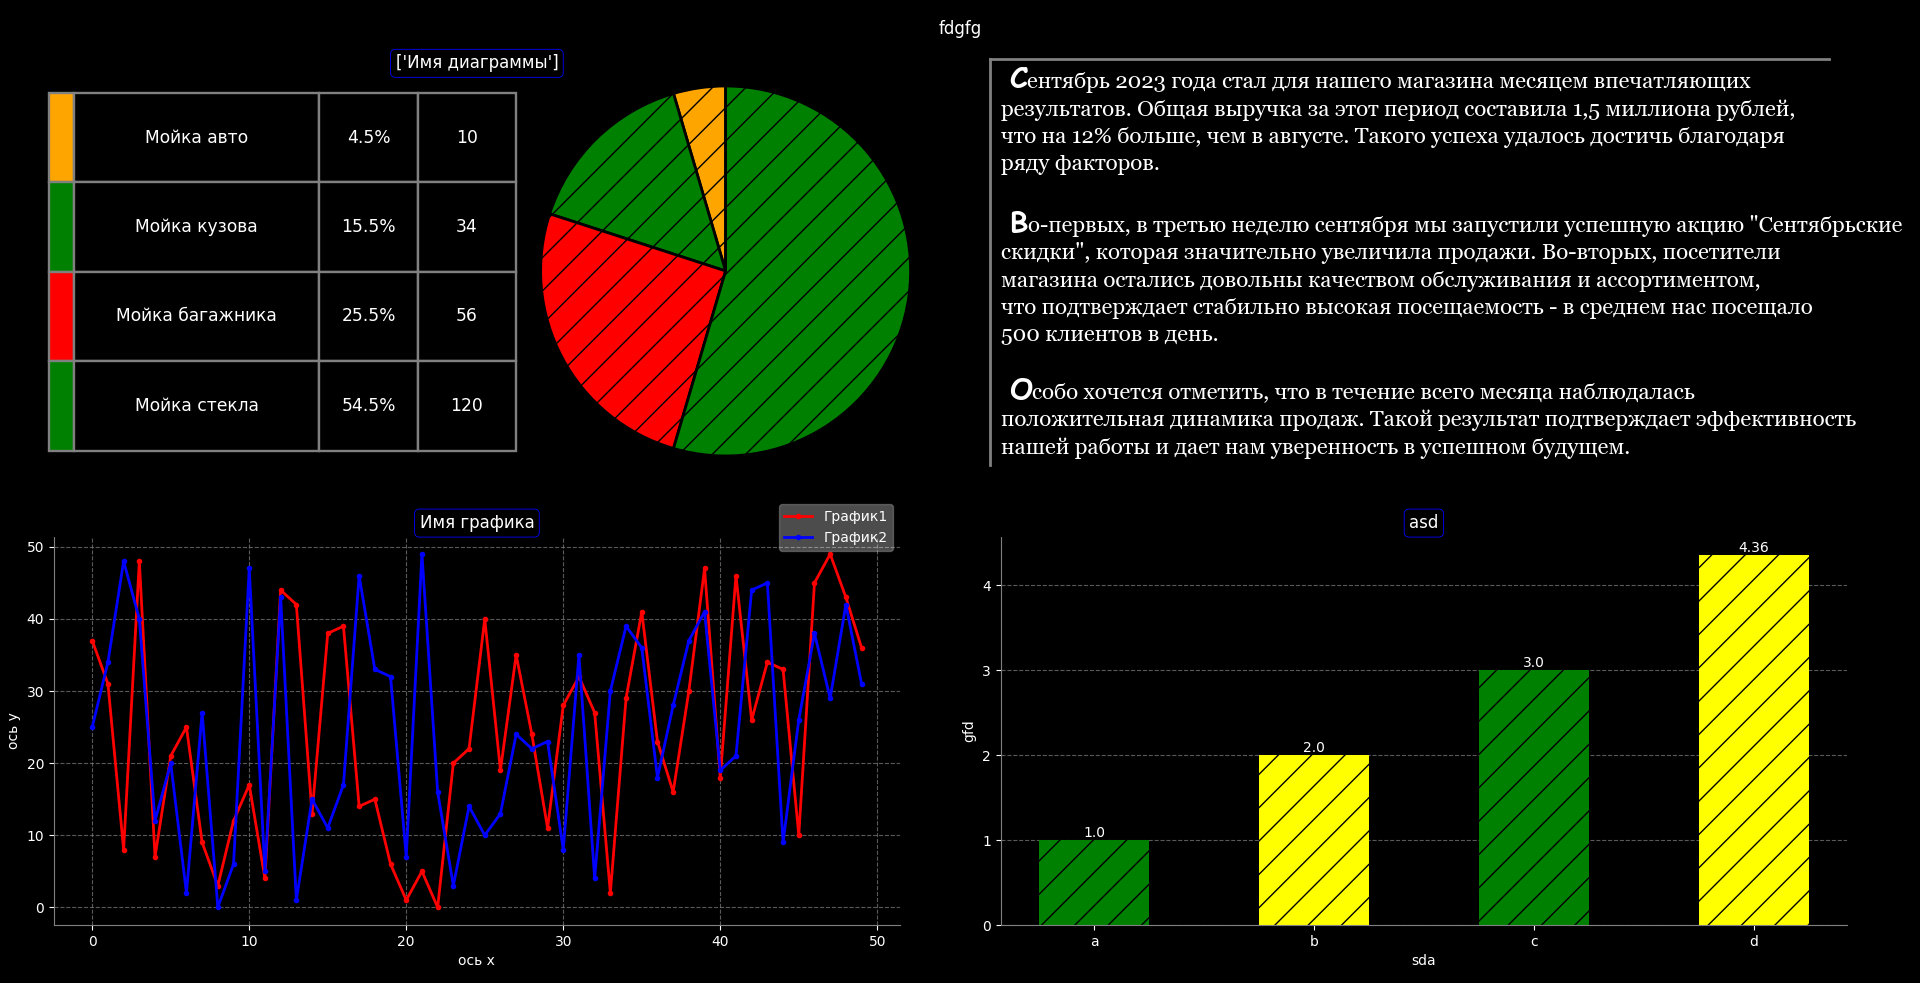 fdgfg
['Имя диаграммы']
Мойка авто 4.5% 10
Мойка кузова 15.5% 34
Мойка багажника 25.5% 56
Мойка стекла 54.5% 120
Сентябрь 2023 года стал для нашего магазина месяцем впечатляющих
результатов. Общая выручка за этот период составила 1,5 миллиона рублей,
что на 12% больше, чем в августе. Такого успеха удалось достичь благодаря
ряду факторов.
Во-первых, в третью неделю сентября мы запустили успешную акцию "Сентябрьские
скидки", которая значительно увеличила продажи. Во-вторых, посетители
магазина остались довольны качеством обслуживания и ассортиментом,
что подтверждает стабильно высокая посещаемость - в среднем нас посещало
500 клиентов в день.
Особо хочется отметить, что в течение всего месяца наблюдалась
положительная динамика продаж. Такой результат подтверждает эффективность
нашей работы и дает нам уверенность в успешном будущем.
Имя графика
График1
График2
50
40
30
20
10
0
ось y
0 10 20 30 40 50
ось x
asd
4.36
3.0
2.0
1.0
4
3
2
1
0
gfd
a b c d
sda